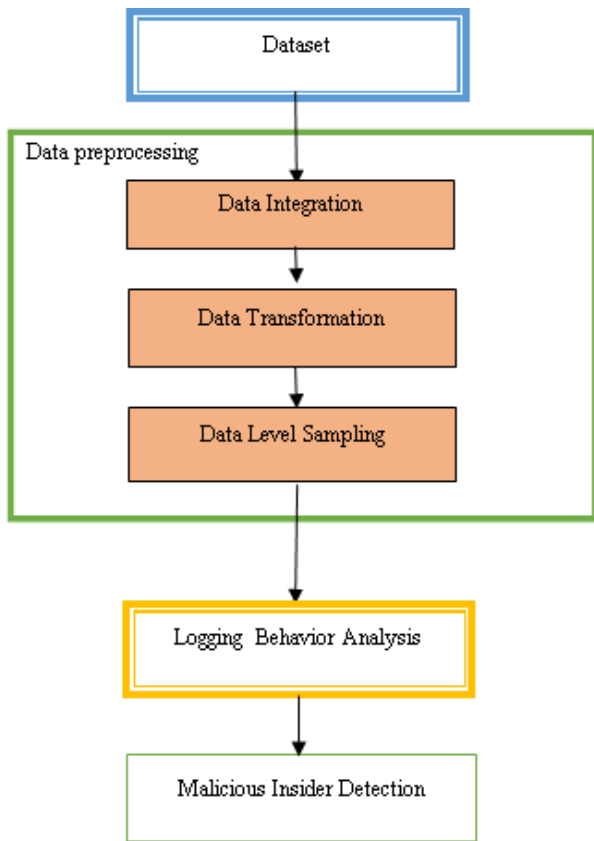 Dataset
Data preprocessing
Data Integration
Data Transformation
Data Level Sampling
Logging Behavior Analysis
Malicious Insider Detection